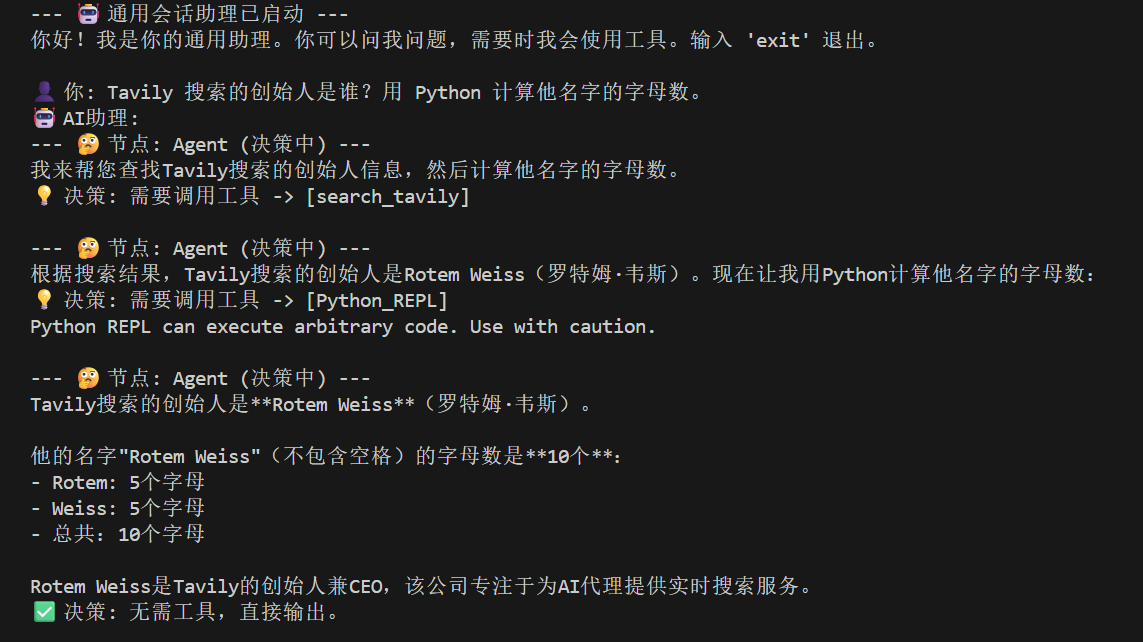 --- 🤖 通用会话助理已启动 ---
你好！我是你的通用助理。你可以问我问题，需要时我会使用工具。输入 'exit' 退出。
👤 你: Tavily 搜索的创始人是谁？用 Python 计算他名字的字母数。
🤖 AI助理:
--- 🤔 节点: Agent (决策中) ---
我来帮您查找Tavily搜索的创始人信息，然后计算他名字的字母数。
💡 决策: 需要调用工具 -> [search_tavily]
--- 🤔 节点: Agent (决策中) ---
根据搜索结果，Tavily搜索的创始人是Rotem Weiss（罗特姆·韦斯）。现在让我用Python计算他名字的字母数：
💡 决策: 需要调用工具 -> [Python_REPL]
Python REPL can execute arbitrary code. Use with caution.
--- 🤔 节点: Agent (决策中) ---
Tavily搜索的创始人是**Rotem Weiss**（罗特姆·韦斯）。
他的名字"Rotem Weiss"（不包含空格）的字母数是**10个**：
- Rotem: 5个字母
- Weiss: 5个字母
- 总共：10个字母
Rotem Weiss是Tavily的创始人兼CEO，该公司专注于为AI代理提供实时搜索服务。
✅ 决策: 无需工具，直接输出。